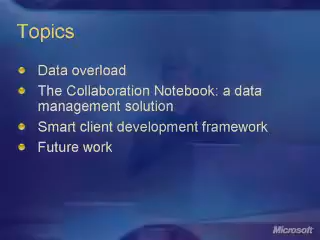 Topics
Data overload
The Collaboration Notebook: a data
management solution
Smart client development framework
Future work
Microsoft